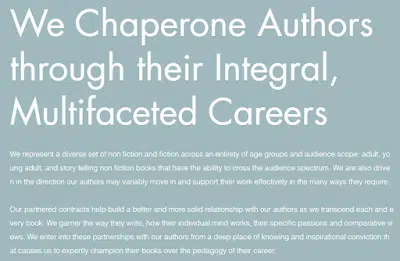 We Chaperone Authors
through their Integral,
Multifaceted Careers
We represent a diverse set of non fiction and fiction across an entirety of age groups and audience scope: adult, yo
ung adult, and story telling non fiction books that have the ability to cross the audience spectrum. We are also drive
n in the direction our authors may variably move in and support their work effectively in the many ways they require.
Our partnered contracts help build a better and more solid relationship with our authors as we transcend each and e
very book. We garner the way they write, how their individual mind works, their specific passions and comparative vi
ews. We enter into these partnerships with our authors from a deep place of knowing and inspirational conviction th
at causes us to expertly champion their books over the pedagogy of their career.